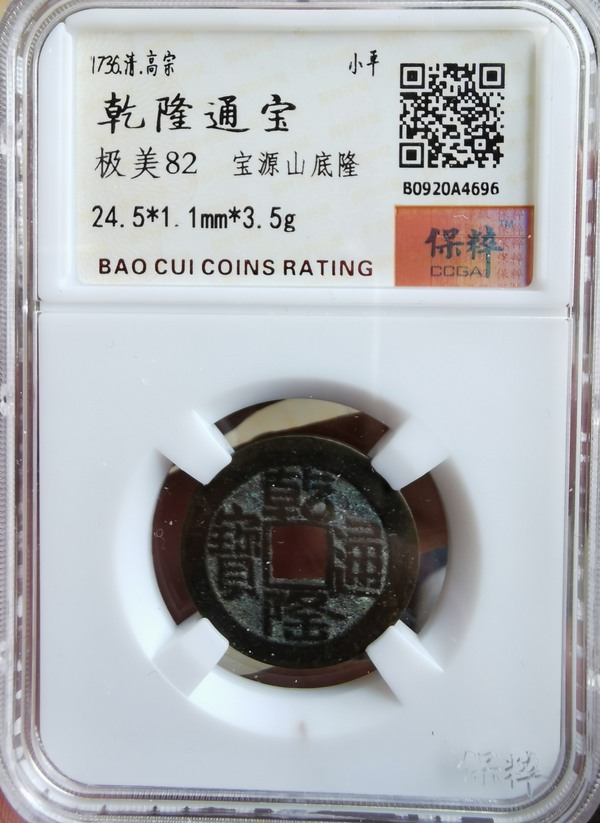 1736.清.高宗 小平
乾隆通宝
极美82 宝源山底隆
B0920A4696
24.5*1.1mm*3.5g
保粹 TM
CCGA
BAO CUI COINS RATING
乾
寶 通
隆
保粹